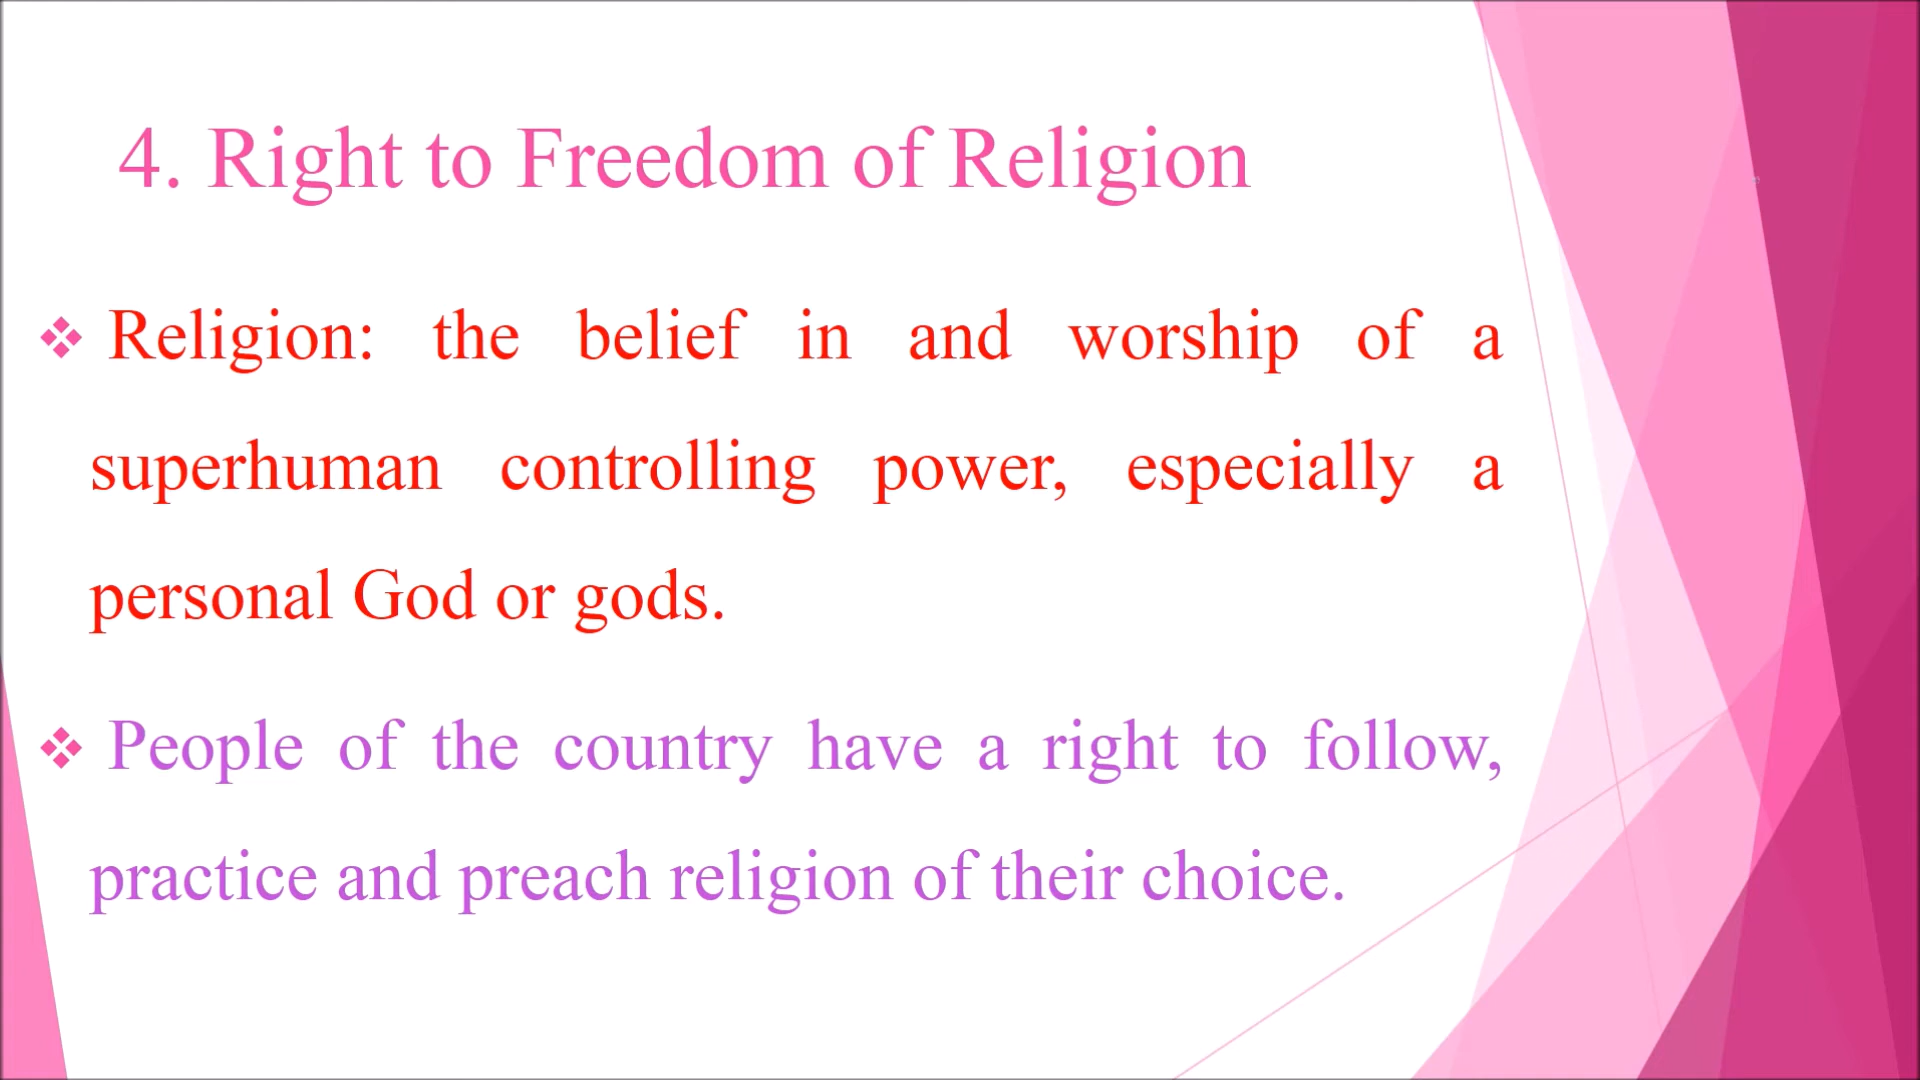 4. Right to Freedom of Religion
❖ Religion: the belief in and worship of a
superhuman controlling power, especially a
personal God or gods.
❖ People of the country have a right to follow,
practice and preach religion of their choice.